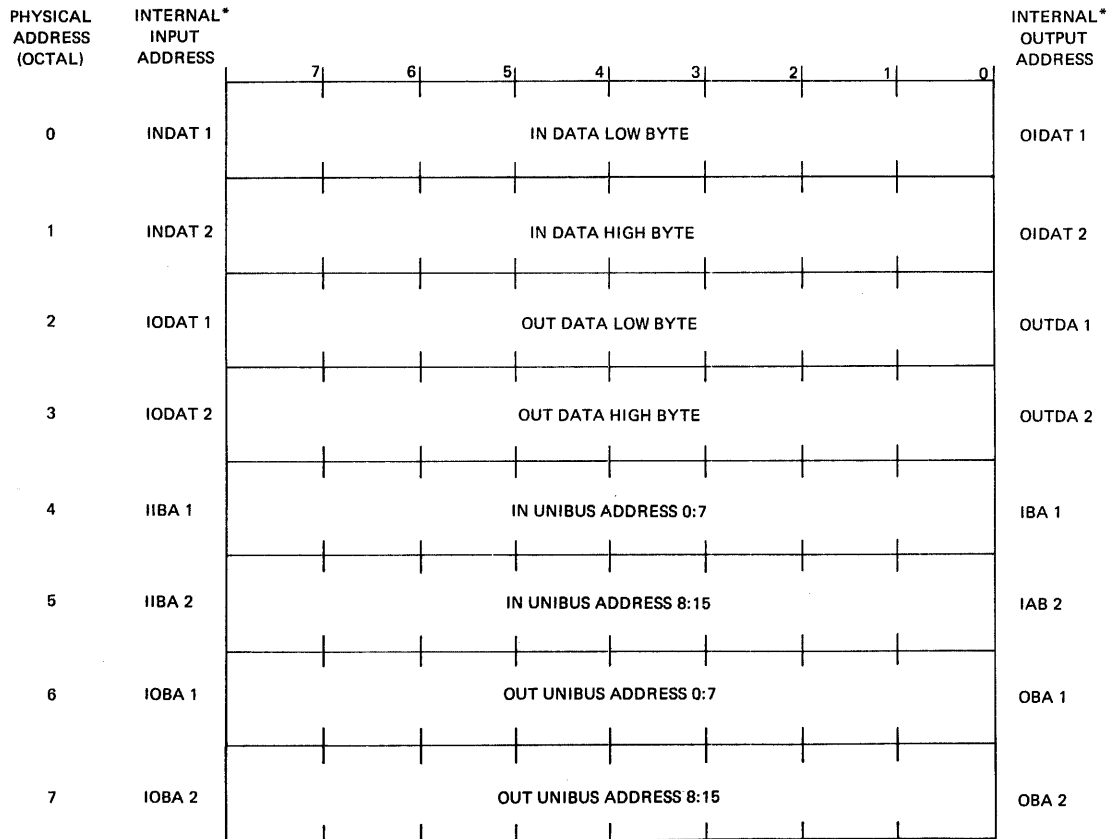 PHYSICAL ADDRESS (OCTAL)
INTERNAL* INPUT ADDRESS
INTERNAL* OUTPUT ADDRESS
7 6 5 4 3 2 1 0
0 INDAT 1 IN DATA LOW BYTE OIDAT 1
1 INDAT 2 IN DATA HIGH BYTE OIDAT 2
2 IODAT 1 OUT DATA LOW BYTE OUTDA 1
3 IODAT 2 OUT DATA HIGH BYTE OUTDA 2
4 IIBA 1 IN UNIBUS ADDRESS 0:7 IBA 1
5 IIBA 2 IN UNIBUS ADDRESS 8:15 IAB 2
6 IOBA 1 OUT UNIBUS ADDRESS 0:7 OBA 1
7 IOBA 2 OUT UNIBUS ADDRESS 8:15 OBA 2